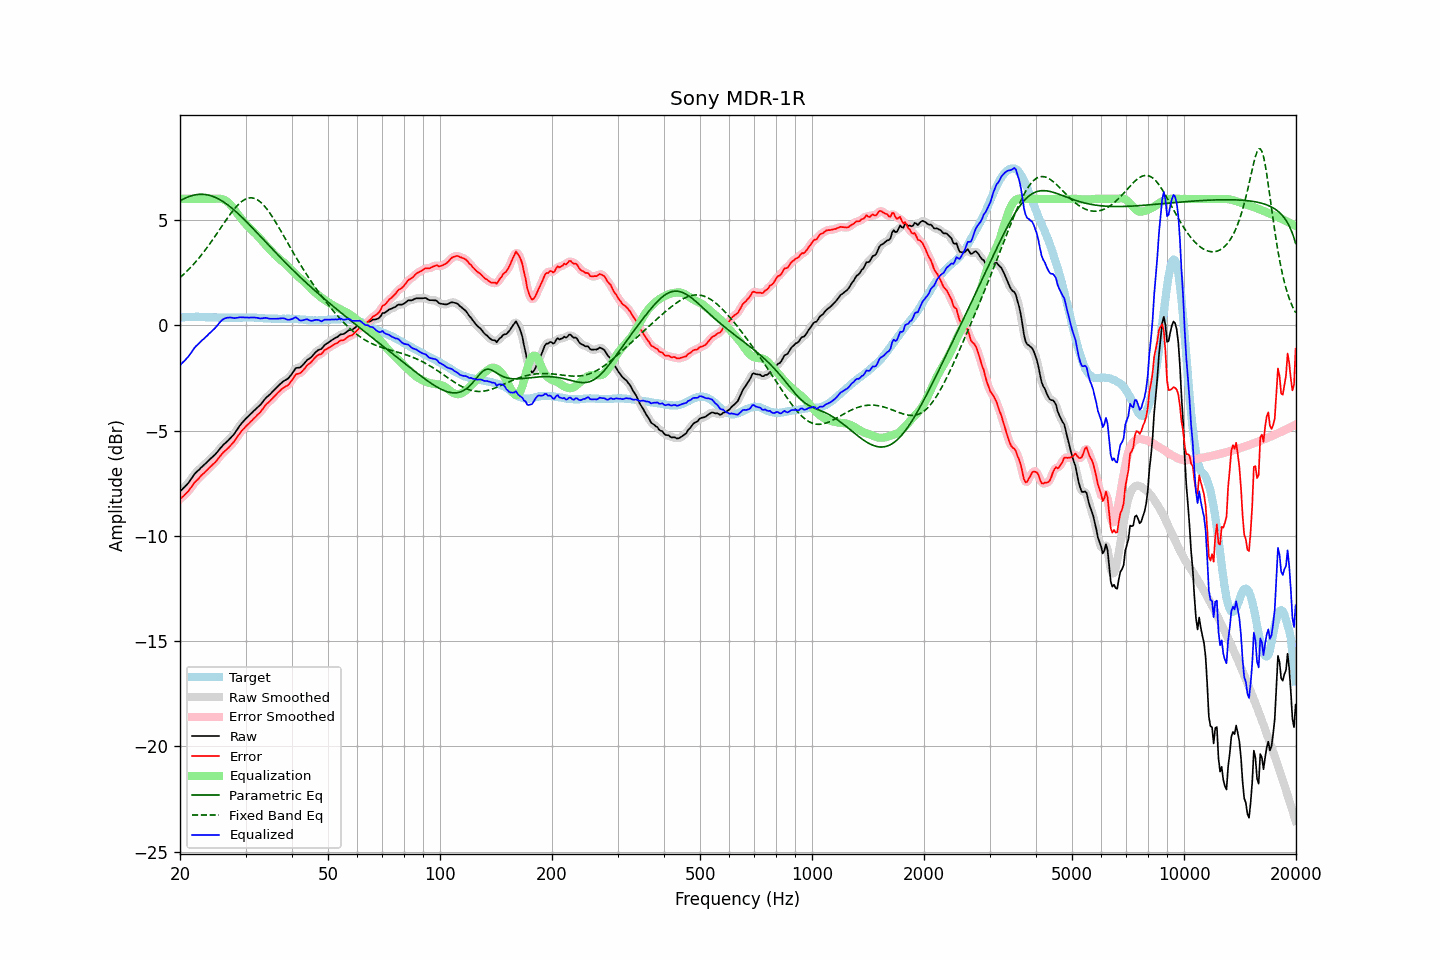 Sony MDR-1R
Amplitude (dBr)
5
0
−5
−10
−15
−20
−25
Target
Raw Smoothed
Error Smoothed
Raw
Error
Equalization
Parametric Eq
Fixed Band Eq
Equalized
20 50 100 200 500 1000 2000 5000 10000 20000
Frequency (Hz)